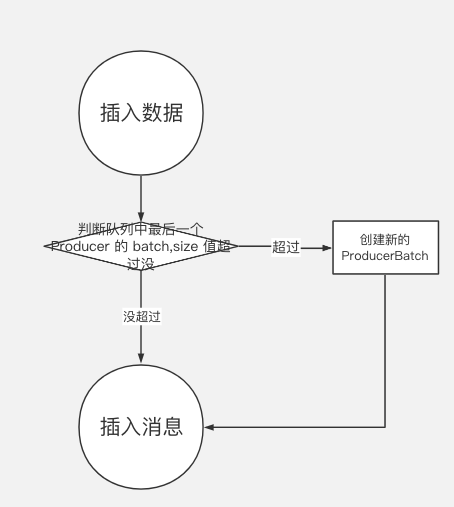 插入数据
判断队列中最后一个
Producer 的 batch,size 值超
过没
超过
创建新的
ProducerBatch
没超过
插入消息